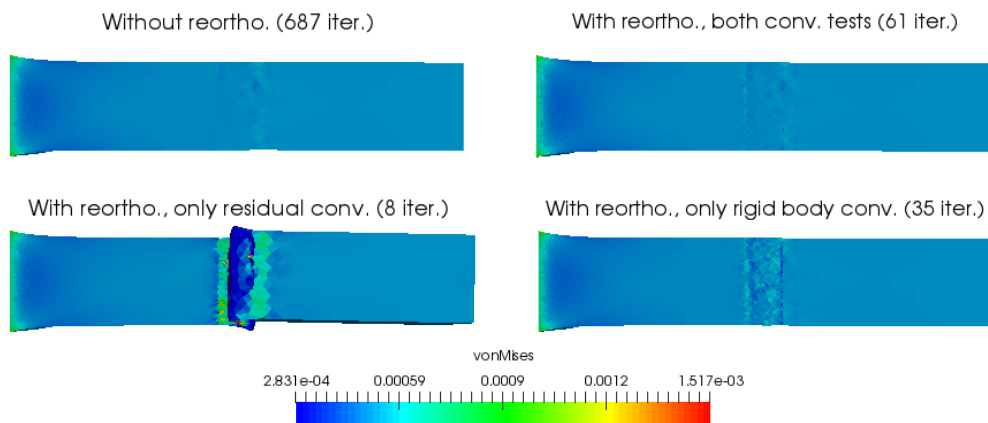 Without reortho. (687 iter.)
With reortho., both conv. tests (61 iter.)
With reortho., only residual conv. (8 iter.)
With reortho., only rigid body conv. (35 iter.)
vonMises
2.831e-04 0.00059 0.0009 0.0012 1.517e-03